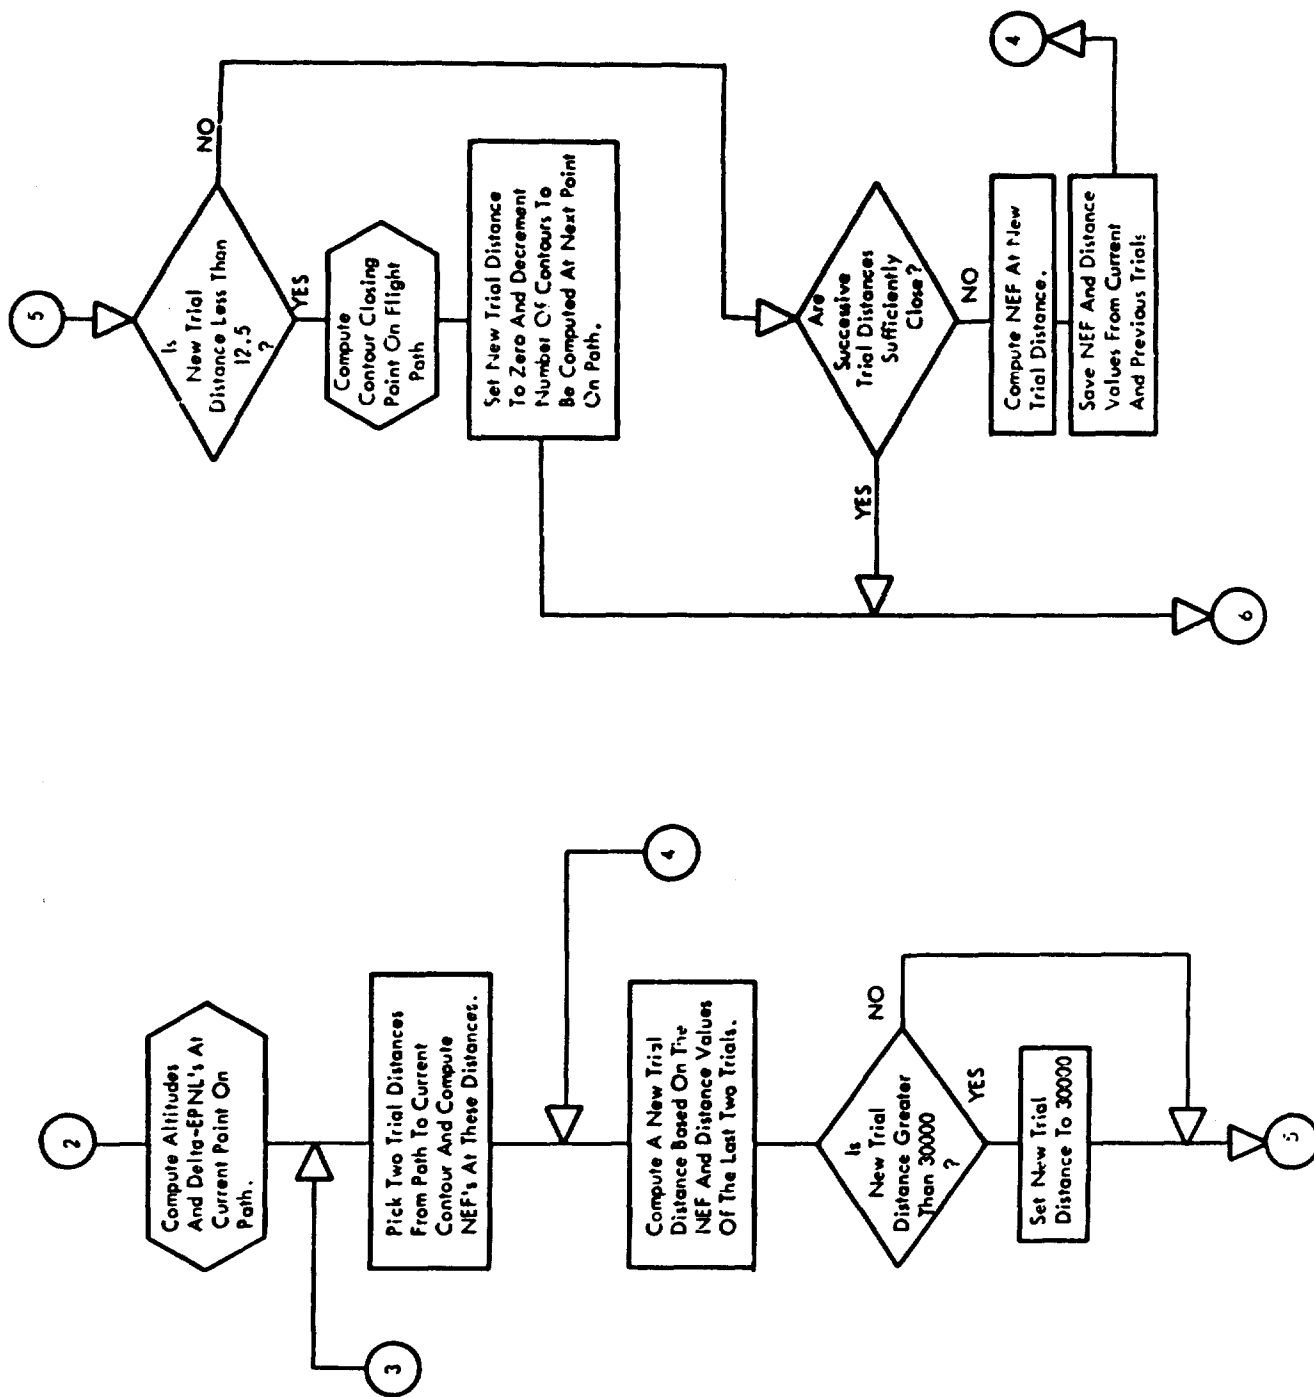 2
Compute Altitudes
And Delta-EPNL's At
Current Point On
Path.
3
Pick Two Trial Distances
From Path To Current
Contour And Compute
NEF's At These Distances.
4
Compute A New Trial
Distance Based On The
NEF And Distance Values
Of The Last Two Trials.
Is
New Trial
Distance Greater
Than 30000
?
NO
YES
Set New Trial
Distance To 30000
5
5
Is
New Trial
Distance Less Than
12.5
?
NO
YES
Compute
Contour Closing
Point On Flight
Path
Set New Trial Distance
To Zero And Decrement
Number Of Contours To
Be Computed At Next Point
On Path.
Are
Successive
Trial Distances
Sufficiently
Close?
YES
NO
Compute NEF At New
Trial Distance.
Save NEF And Distance
Values From Current
And Previous Trials
4
6